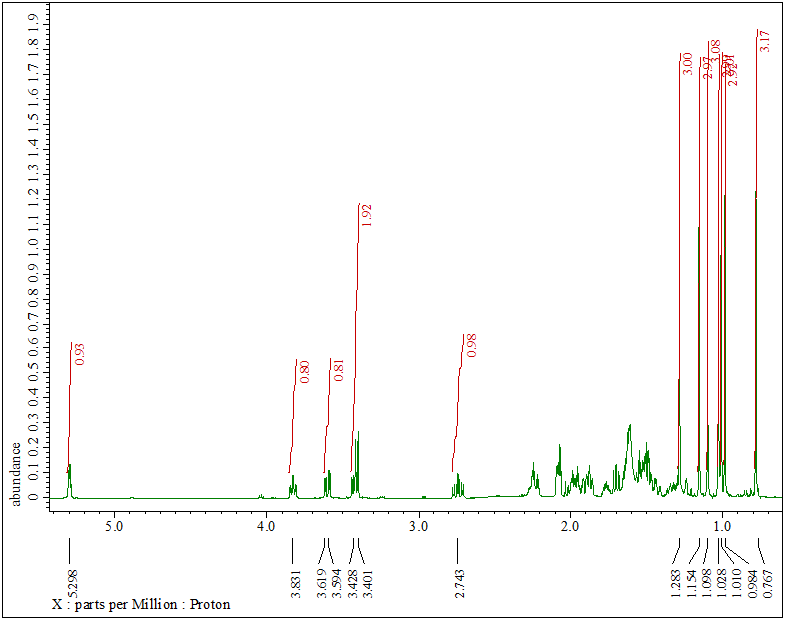 abundance
0 0.1 0.2 0.3 0.4 0.5 0.6 0.7 0.8 0.9 1.0 1.1 1.2 1.3 1.4 1.5 1.6 1.7 1.8 1.9
0.93 0.80 0.81 1.92 0.98 3.00 2.97 3.08 2.92 3.17
5.0 4.0 3.0 2.0 1.0
5.298 3.831 3.619 3.594 3.428 3.401 2.743 1.283 1.154 1.098 1.028 1.010 0.984 0.767
X : parts per Million : Proton